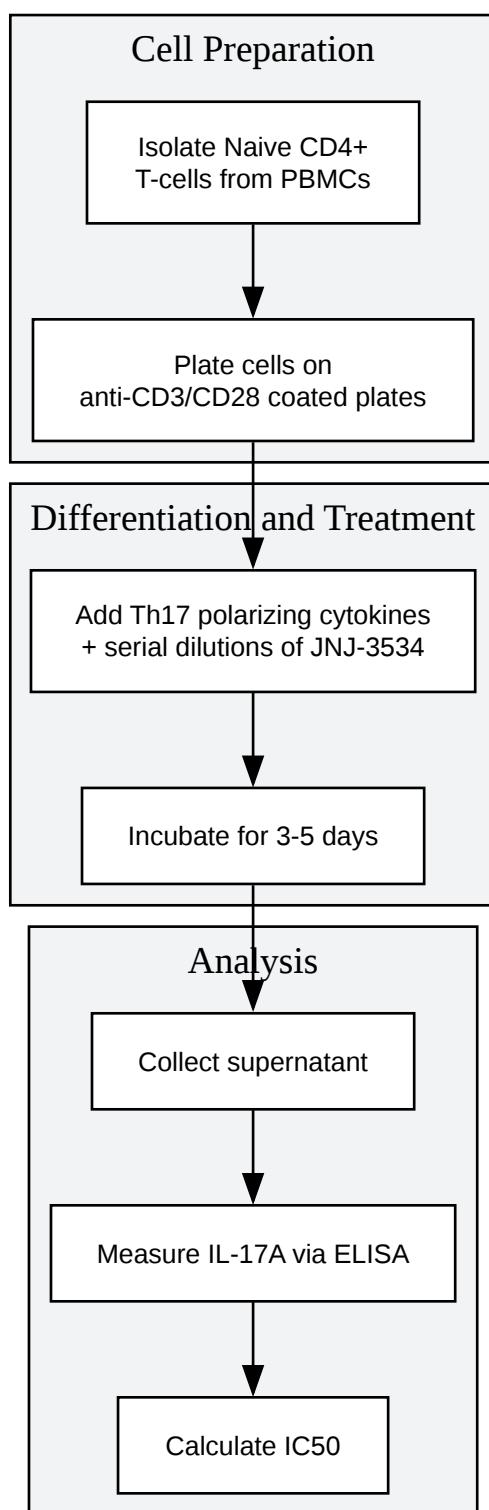 Cell Preparation
Isolate Naive CD4+
T-cells from PBMCs
Plate cells on
anti-CD3/CD28 coated plates
Differentiation and Treatment
Add Th17 polarizing cytokines
+ serial dilutions of JNJ-3534
Incubate for 3-5 days
Analysis
Collect supernatant
Measure IL-17A via ELISA
Calculate IC50